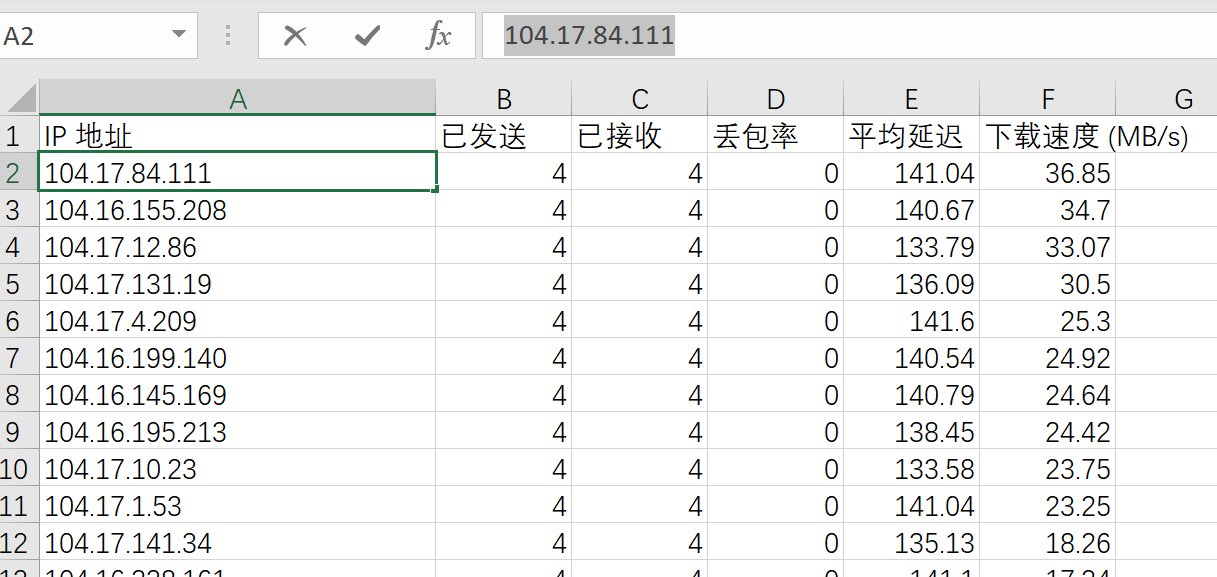 A2 fx 104.17.84.111
A B C D E F G
1 IP 地址 已发送 已接收 丢包率 平均延迟 下载速度 (MB/s)
2 104.17.84.111 4 4 0 141.04 36.85
3 104.16.155.208 4 4 0 140.67 34.7
4 104.17.12.86 4 4 0 133.79 33.07
5 104.17.131.19 4 4 0 136.09 30.5
6 104.17.4.209 4 4 0 141.6 25.3
7 104.16.199.140 4 4 0 140.54 24.92
8 104.16.145.169 4 4 0 140.79 24.64
9 104.16.195.213 4 4 0 138.45 24.42
10 104.17.10.23 4 4 0 133.58 23.75
11 104.17.1.53 4 4 0 141.04 23.25
12 104.17.141.34 4 4 0 135.13 18.26
13 104.16.238.161 4 4 0 141.1 17.24